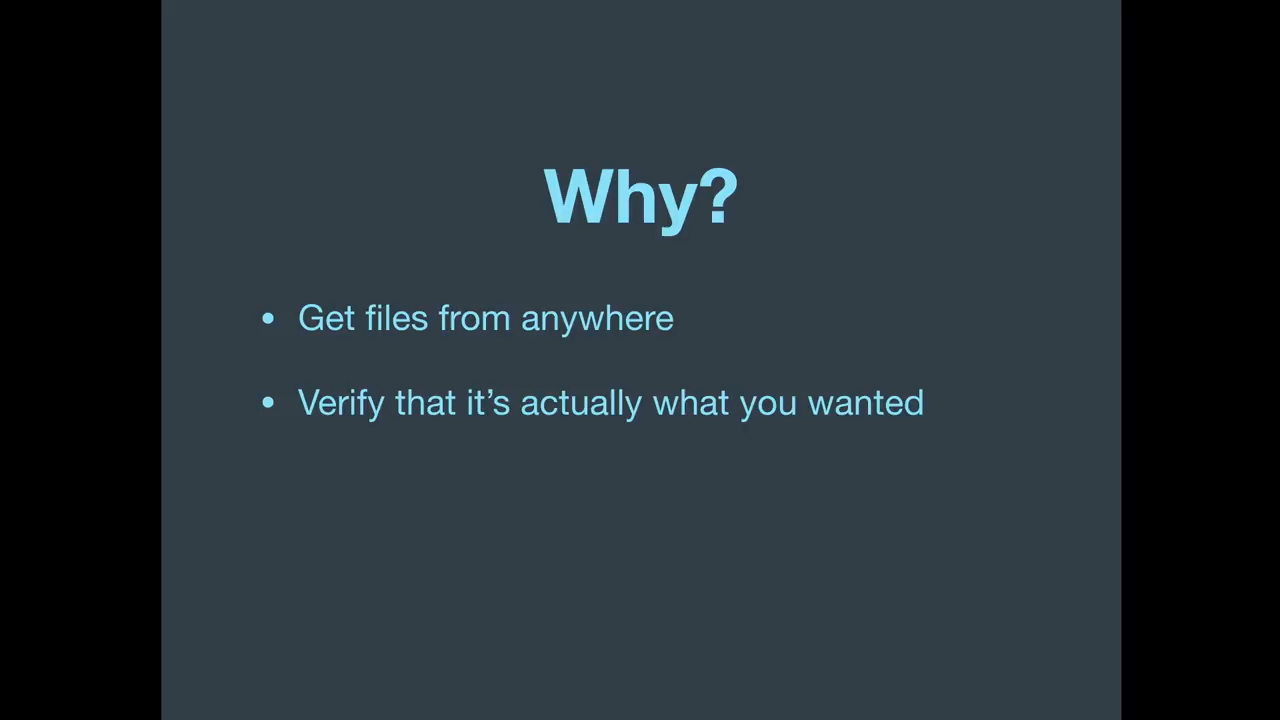 Why?
• Get files from anywhere
• Verify that it’s actually what you wanted